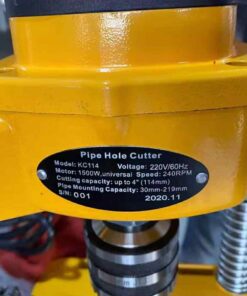 Pipe Hole Cutter
Model: KC114 Voltage: 220V/60Hz
Motor: 1500W,universal Speed: 240RPM
Cutting capacity: up to 4" (114mm)
Pipe Mounting Capacity: 30mm-219mm
S/N: 001 2020.11